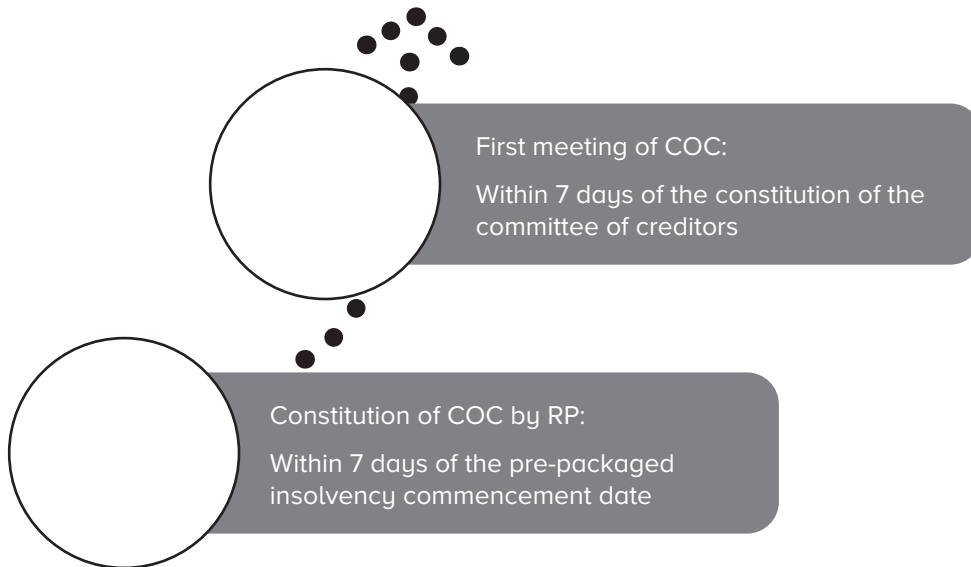 First meeting of COC:
Within 7 days of the constitution of the
committee of creditors
Constitution of COC by RP:
Within 7 days of the pre-packaged
insolvency commencement date